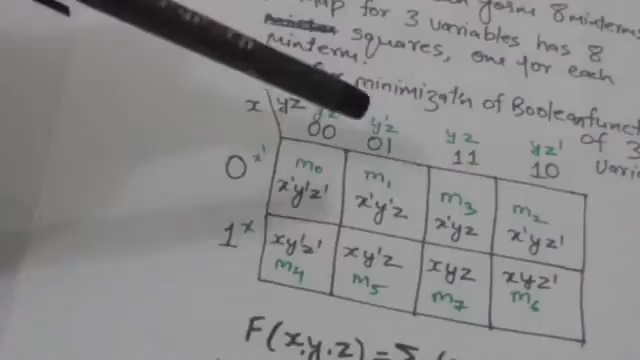 map for 3 variables has 8
squares, one for each
minterm.
minimizatn of Boolean funct
of 3
varia
x yz y'z yz yz'
00 01 11 10
0 x' m₀ m₁ m₃ m₂
x'y'z' x'y'z x'yz x'yz'
1 x xy'z' xy'z xyz xyz'
m₄ m₅ m₇ m₆
F(x,y,z) = Σ